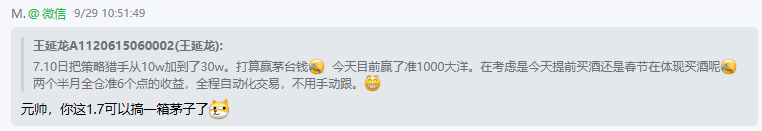 M.@微信 9/29 10:51:49
王延龙A1120615060002(王延龙):
7.10日把策略猎手从10w加到了30w。打算赢茅台钱 今天目前赢了准1000大洋。在考虑是今天提前买酒还是春节在体现买酒呢
两个半月全仓准6个点的收益，全程自动化交易，不用手动跟。
元帅，你这1.7可以搞一箱茅子了